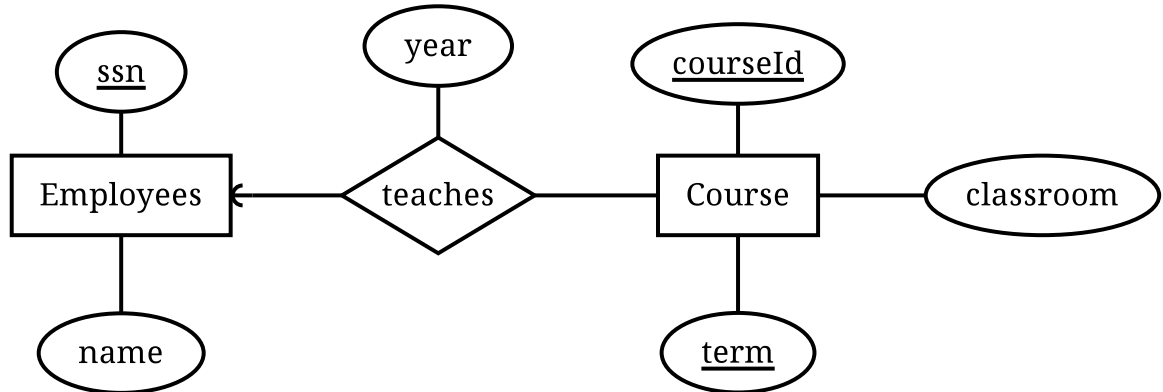 year
ssn
courseId
Employees
teaches
Course
classroom
name
term